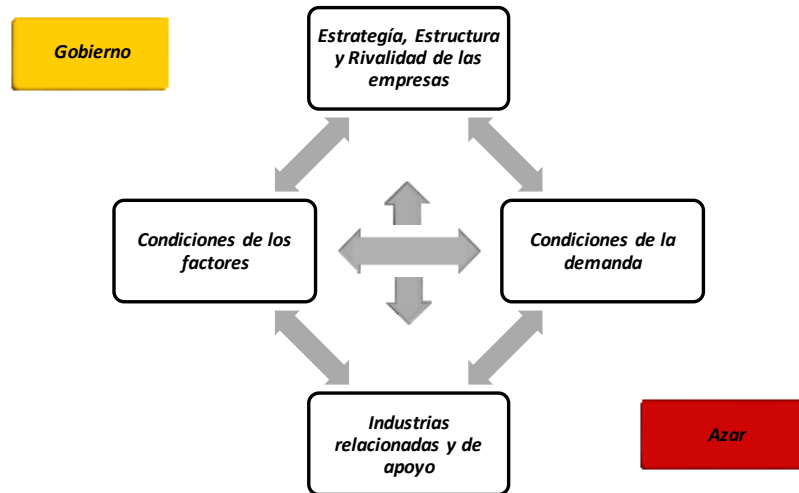 Gobierno
Estrategía, Estructura
y Rivalidad de las
empresas
Condiciones de los
factores
Condiciones de la
demanda
Industrias
relacionadas y de
apoyo
Azar